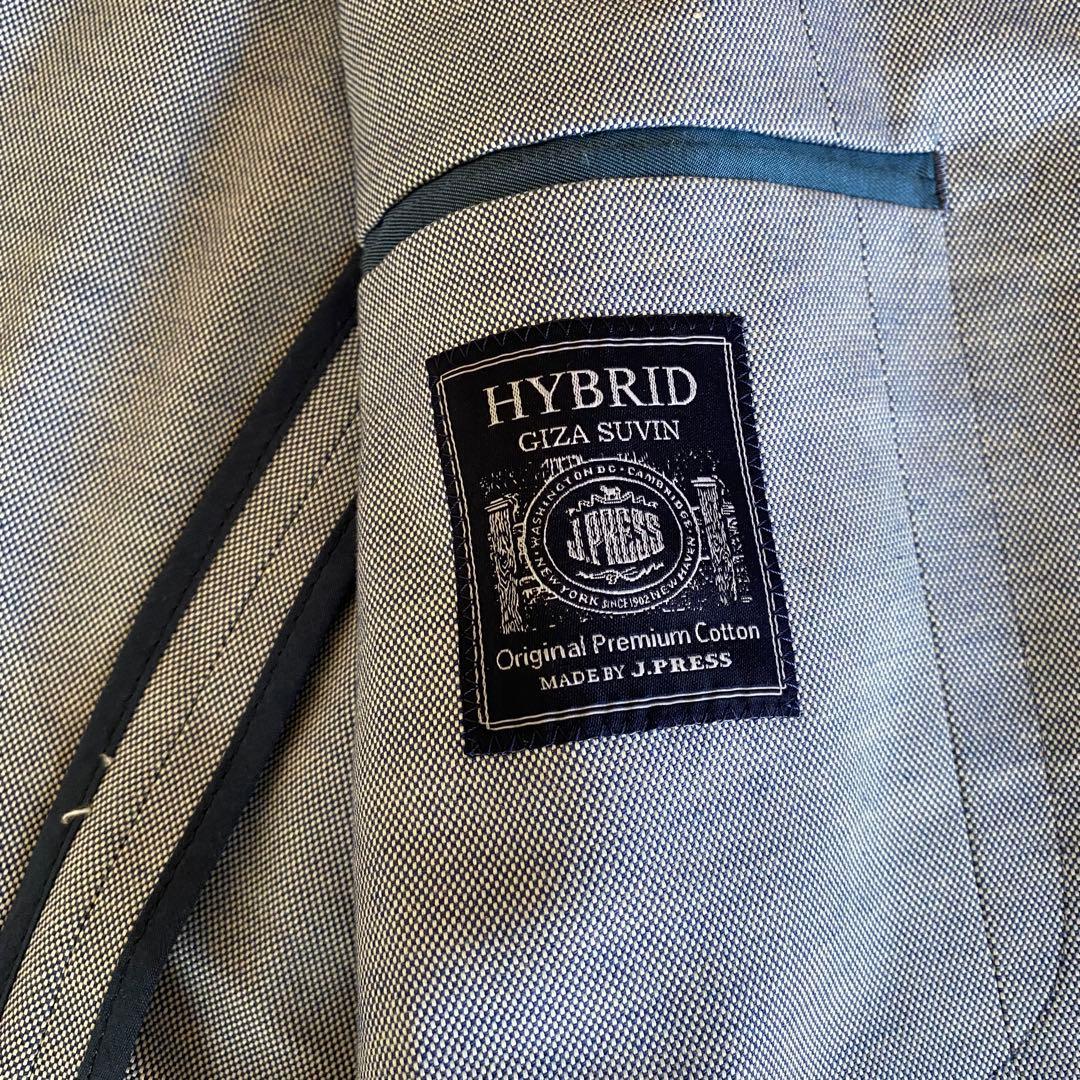 HYBRID
GIZA SUVIN
WASHINGTON DC · CAMBRIDGE
J.PRESS
NEW YORK SINCE 1902 NEW HAVEN
Original Premium Cotton
MADE BY J.PRESS